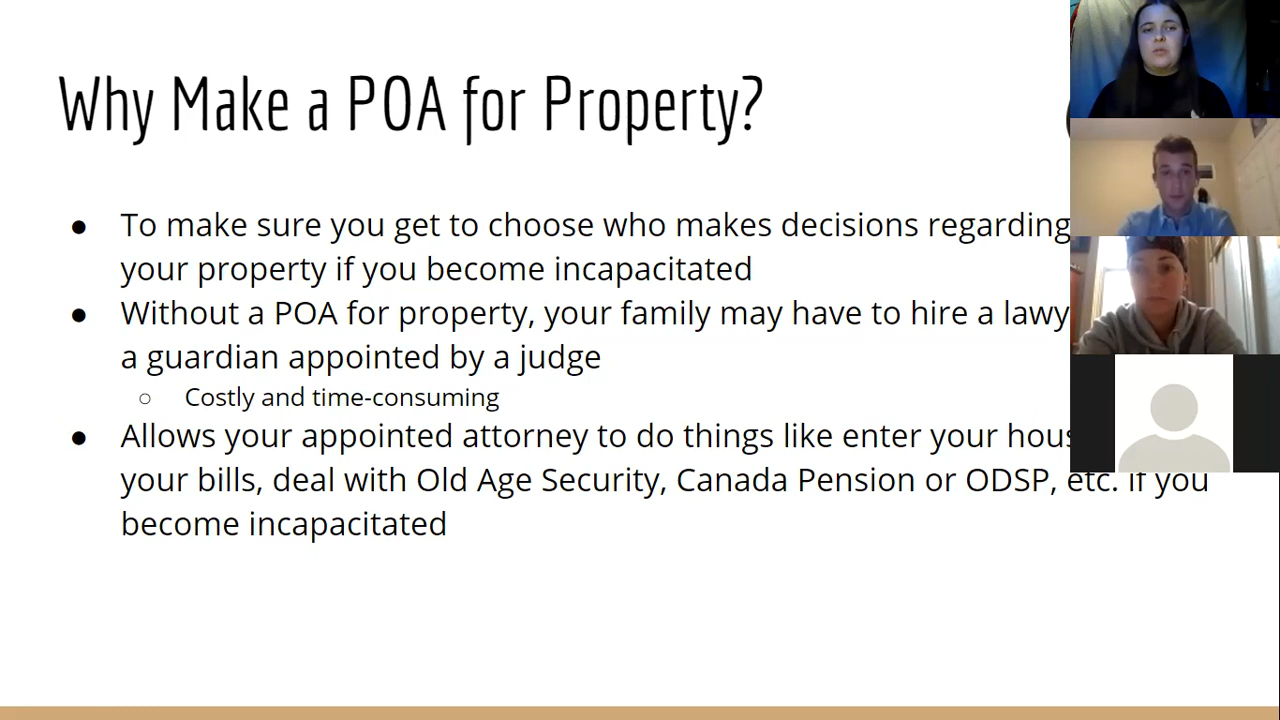 Why Make a POA for Property?
● To make sure you get to choose who makes decisions regarding
your property if you become incapacitated
● Without a POA for property, your family may have to hire a
a guardian appointed by a judge
○ Costly and time-consuming
● Allows your appointed attorney to do things like enter your
your bills, deal with Old Age Security, Canada Pension or ODSP, etc. if you
become incapacitated